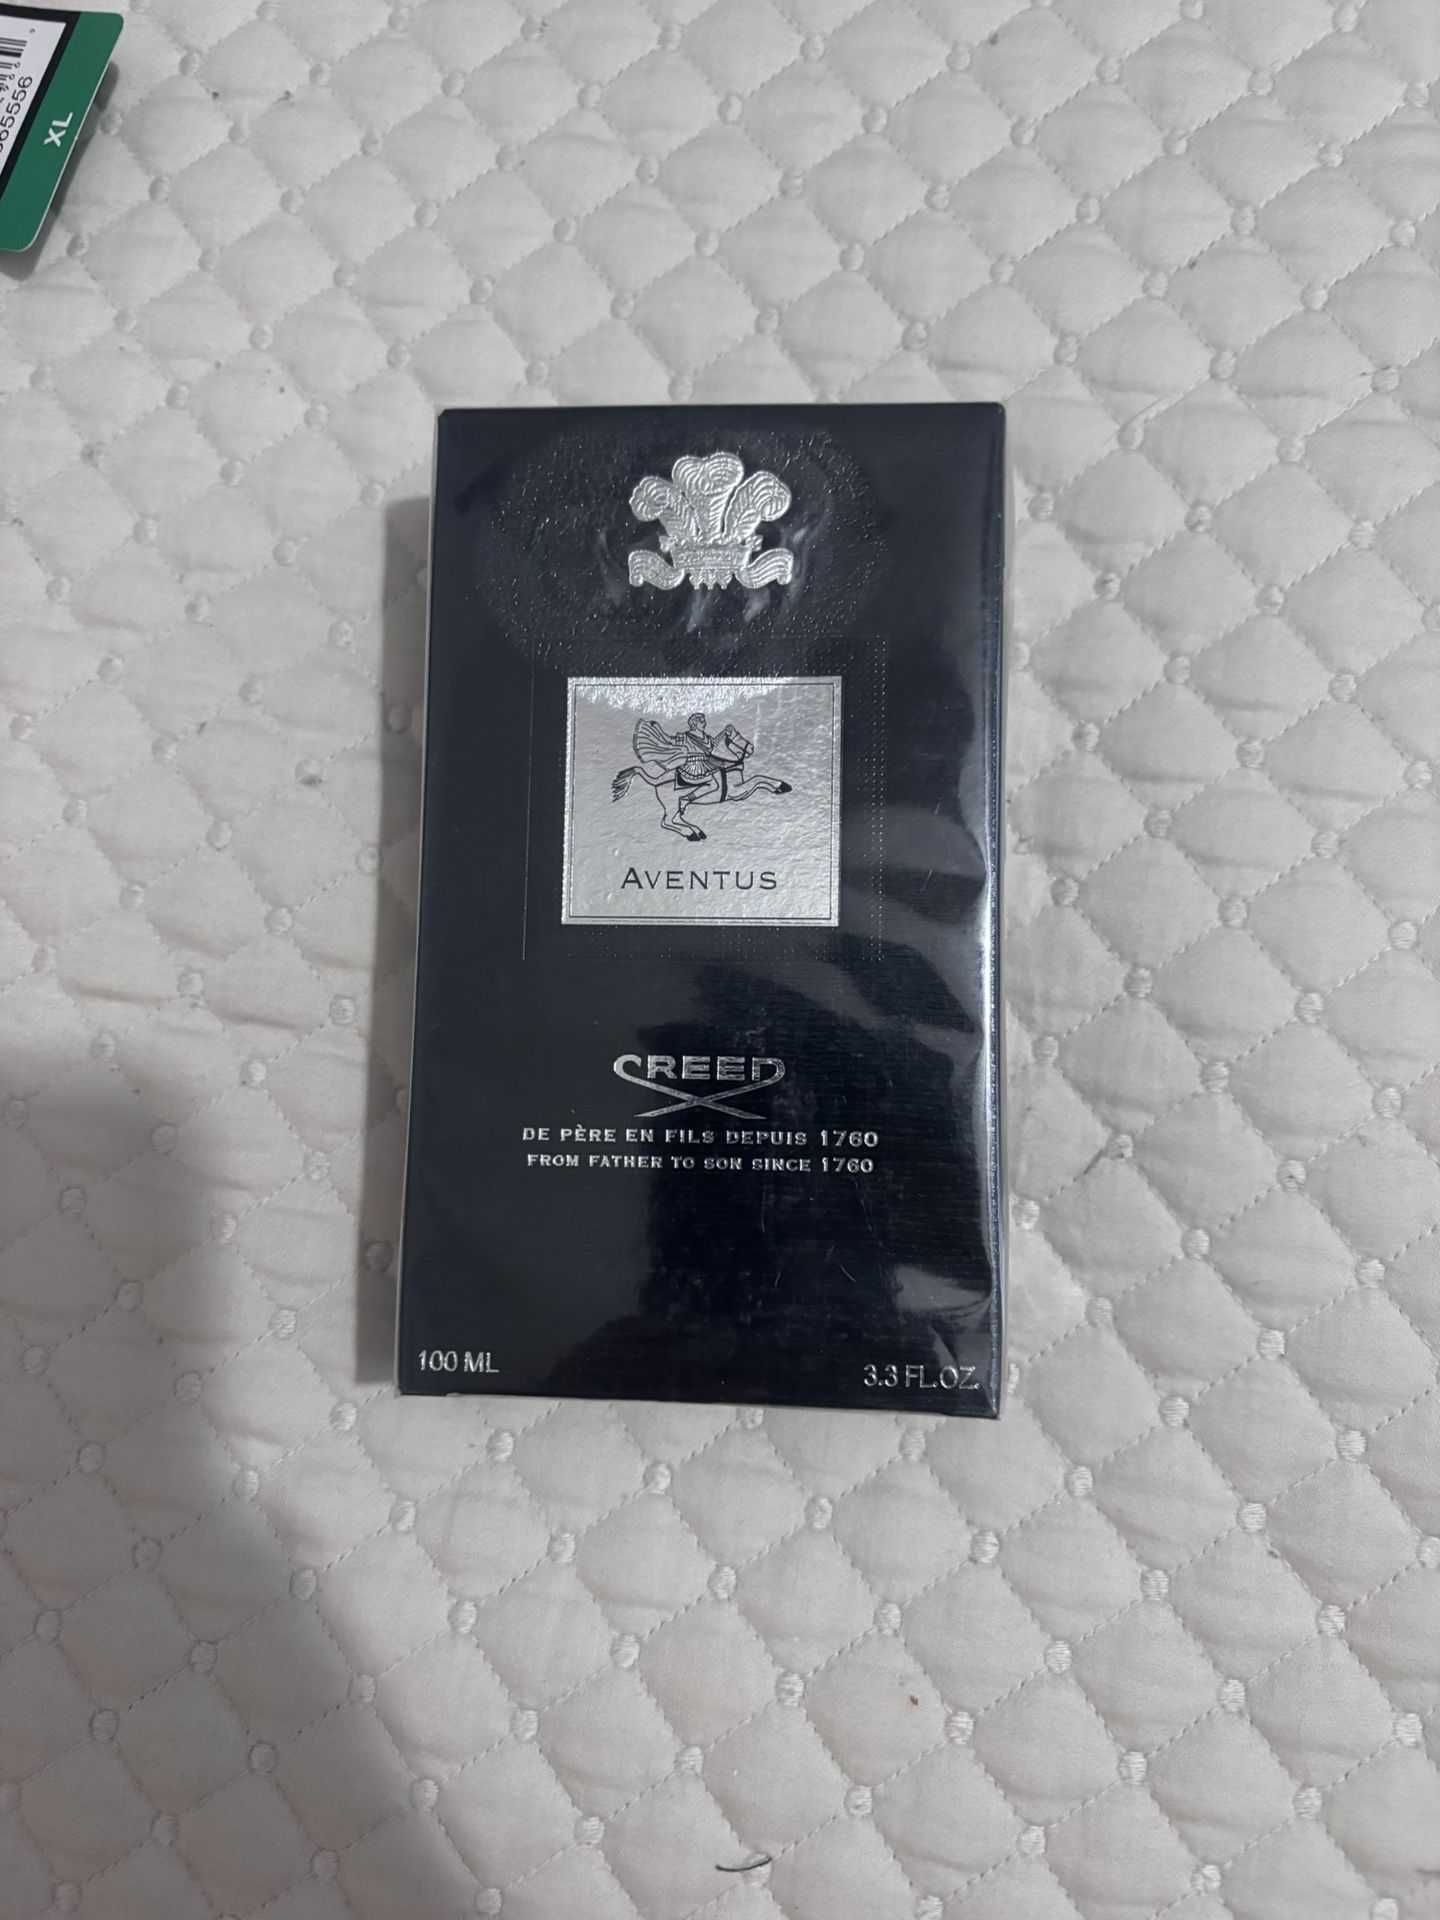 XL
65556
AVENTUS
CREED
DE PÈRE EN FILS DEPUIS 1760
FROM FATHER TO SON SINCE 1760
100 ML
3.3 FL.OZ.